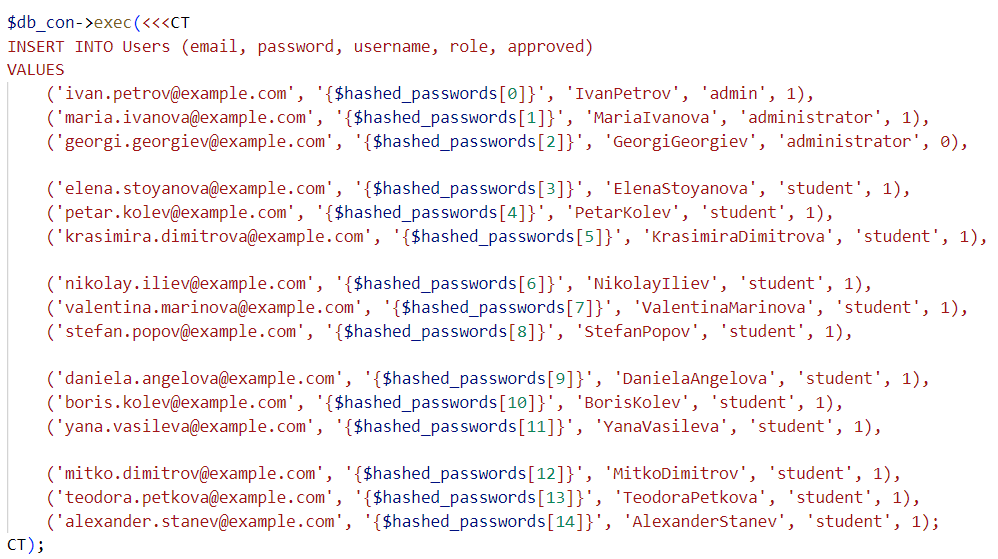 $db_con->exec(<<<CT
INSERT INTO Users (email, password, username, role, approved)
VALUES
    ('ivan.petrov@example.com', '{$hashed_passwords[0]}', 'IvanPetrov', 'admin', 1),
    ('maria.ivanova@example.com', '{$hashed_passwords[1]}', 'MariaIvanova', 'administrator', 1),
    ('georgi.georgiev@example.com', '{$hashed_passwords[2]}', 'GeorgiGeorgiev', 'administrator', 0),

    ('elena.stoyanova@example.com', '{$hashed_passwords[3]}', 'ElenaStoyanova', 'student', 1),
    ('petar.kolev@example.com', '{$hashed_passwords[4]}', 'PetarKolev', 'student', 1),
    ('krasimira.dimitrova@example.com', '{$hashed_passwords[5]}', 'KrasimiraDimitrova', 'student', 1),

    ('nikolay.iliev@example.com', '{$hashed_passwords[6]}', 'NikolayIliev', 'student', 1),
    ('valentina.marinova@example.com', '{$hashed_passwords[7]}', 'ValentinaMarinova', 'student', 1),
    ('stefan.popov@example.com', '{$hashed_passwords[8]}', 'StefanPopov', 'student', 1),

    ('daniela.angelova@example.com', '{$hashed_passwords[9]}', 'DanielaAngelova', 'student', 1),
    ('boris.kolev@example.com', '{$hashed_passwords[10]}', 'BorisKolev', 'student', 1),
    ('yana.vasileva@example.com', '{$hashed_passwords[11]}', 'YanaVasileva', 'student', 1),

    ('mitko.dimitrov@example.com', '{$hashed_passwords[12]}', 'MitkoDimitrov', 'student', 1),
    ('teodora.petkova@example.com', '{$hashed_passwords[13]}', 'TeodoraPetkova', 'student', 1),
    ('alexander.stanev@example.com', '{$hashed_passwords[14]}', 'AlexanderStanev', 'student', 1);
CT);